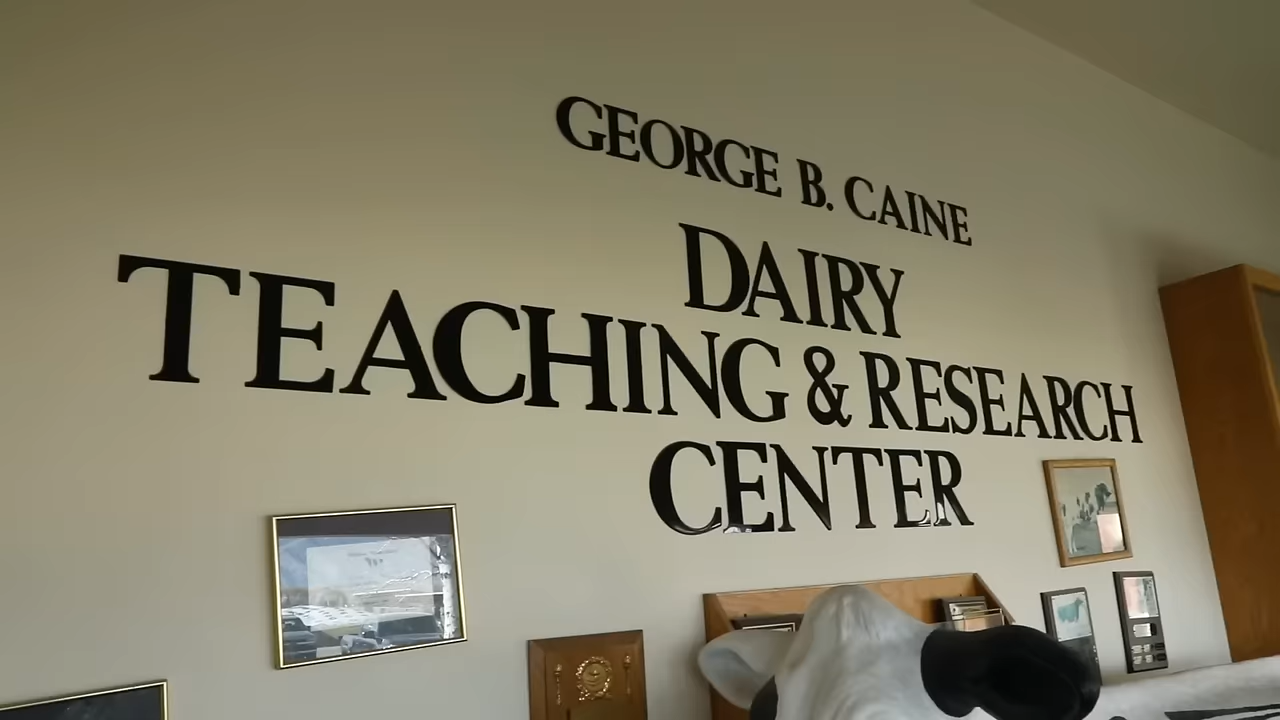 GEORGE B. CAINE
DAIRY
TEACHING & RESEARCH
CENTER